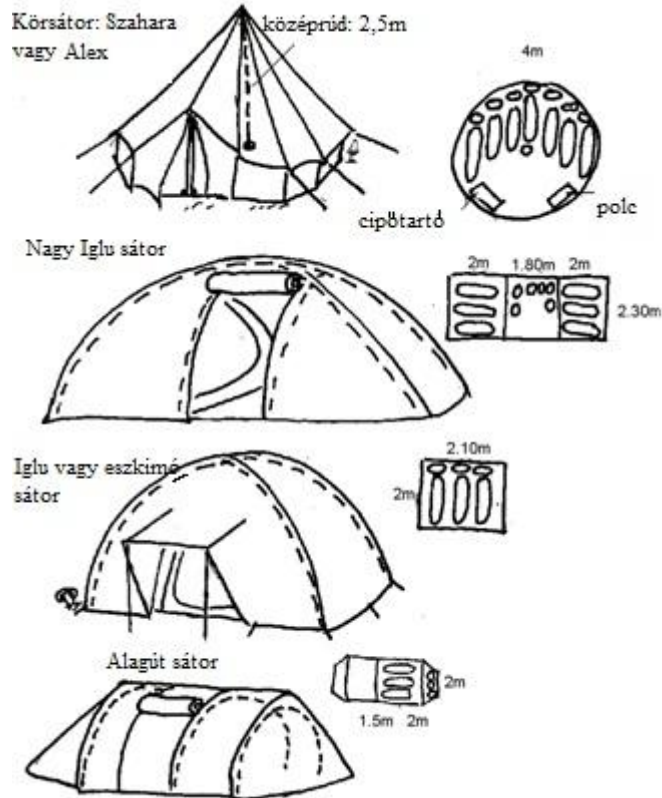 Körsátor: Szahara
vagy Alex
középrúd: 2,5m
4m
cipőtartó
polc
Nagy Iglu sátor
2m 1.80m 2m
2.30m
Iglu vagy eszkimó
sátor
2.10m
2m
Alagút sátor
2m
1.5m 2m